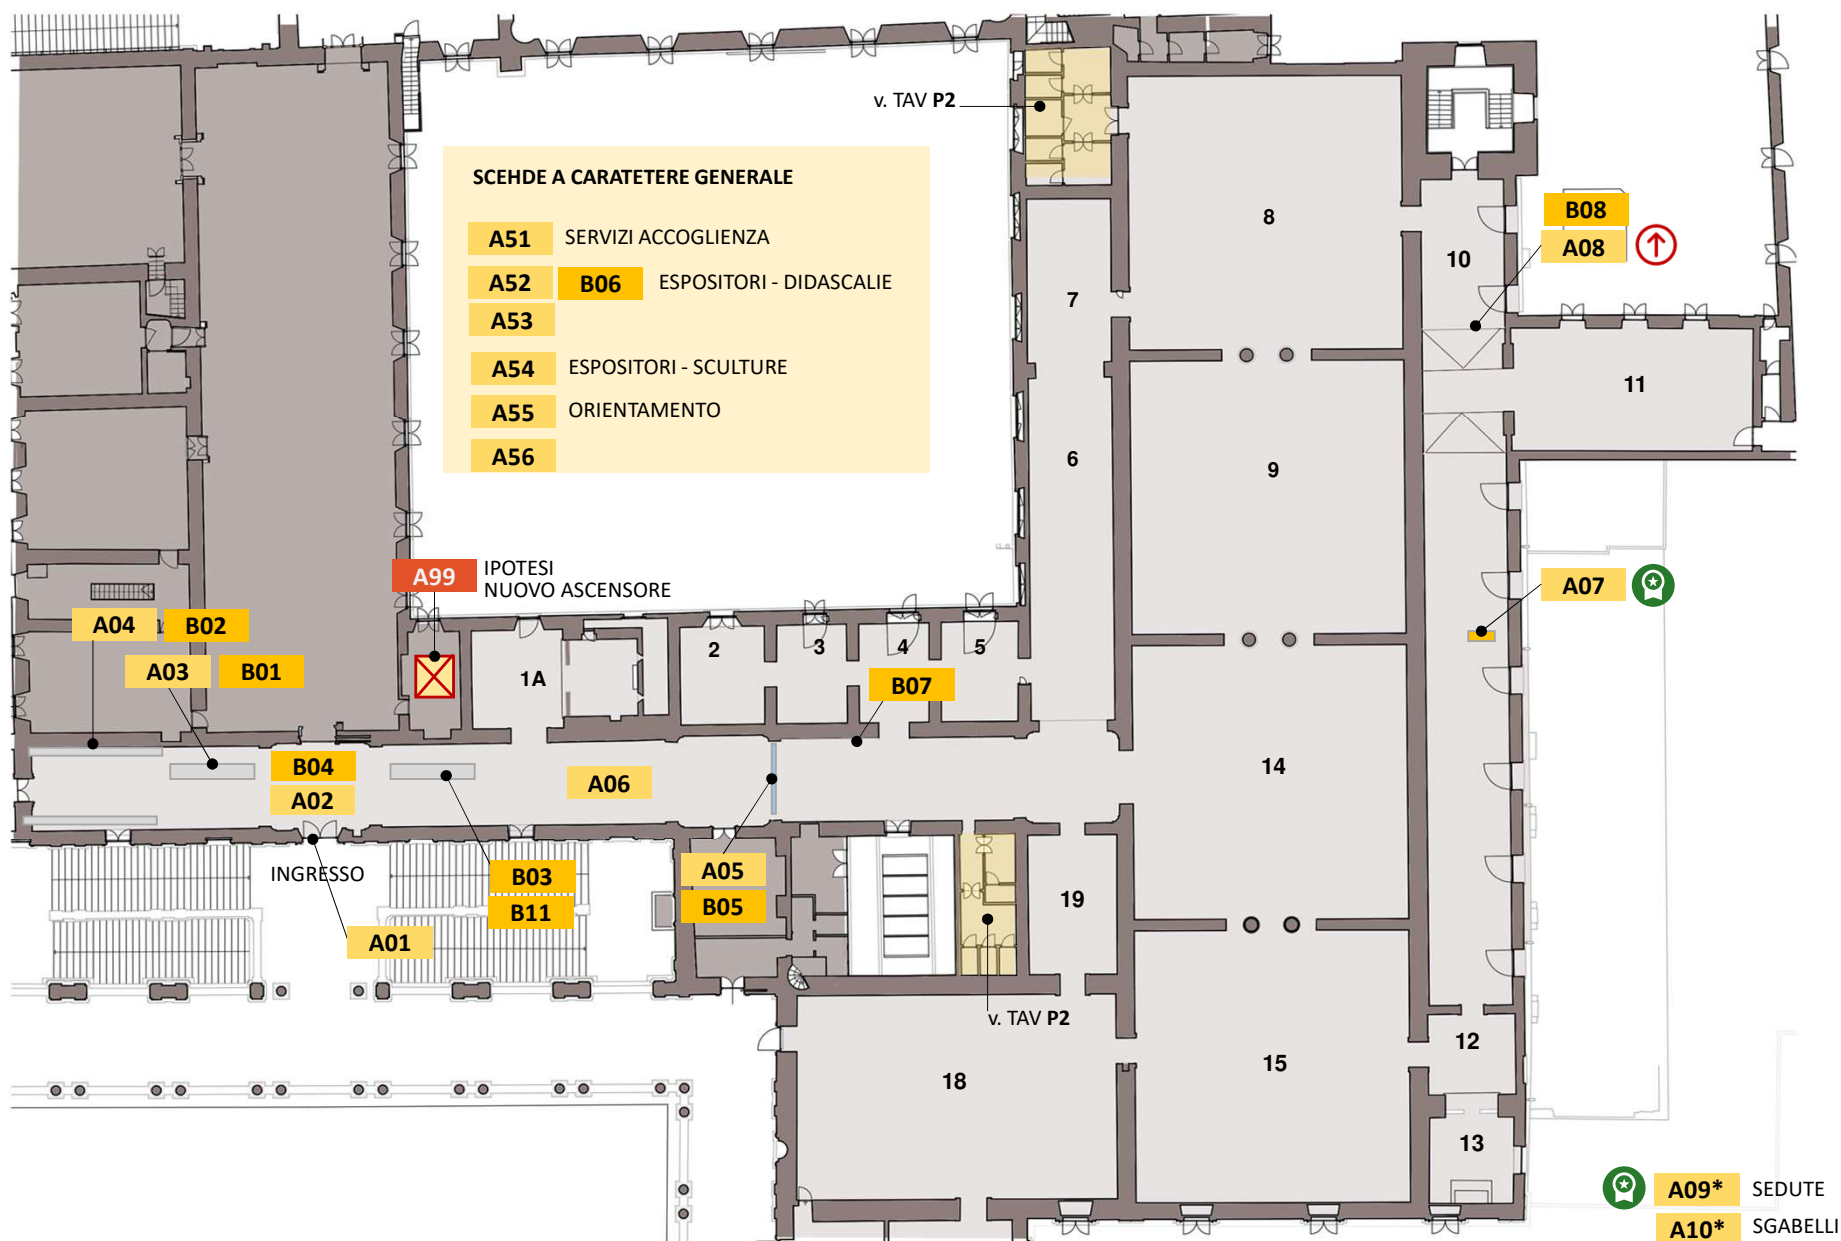 v. TAV P2
SCEHDE A CARATETERE GENERALE
A51 SERVIZI ACCOGLIENZA
A52 B06 ESPOSITORI - DIDASCALIE
A53
A54 ESPOSITORI - SCULTURE
A55 ORIENTAMENTO
A56
8
B08
A08
10
7
11
6
9
A99 IPOTESI
NUOVO ASCENSORE
A07
A04 B02
A03 B01
1A
2
3
4
5
B07
B04
A02
A06
14
INGRESSO
A01
B03
B11
A05
B05
19
v. TAV P2
18
15
12
13
A09* SEDUTE
A10* SGABELLI